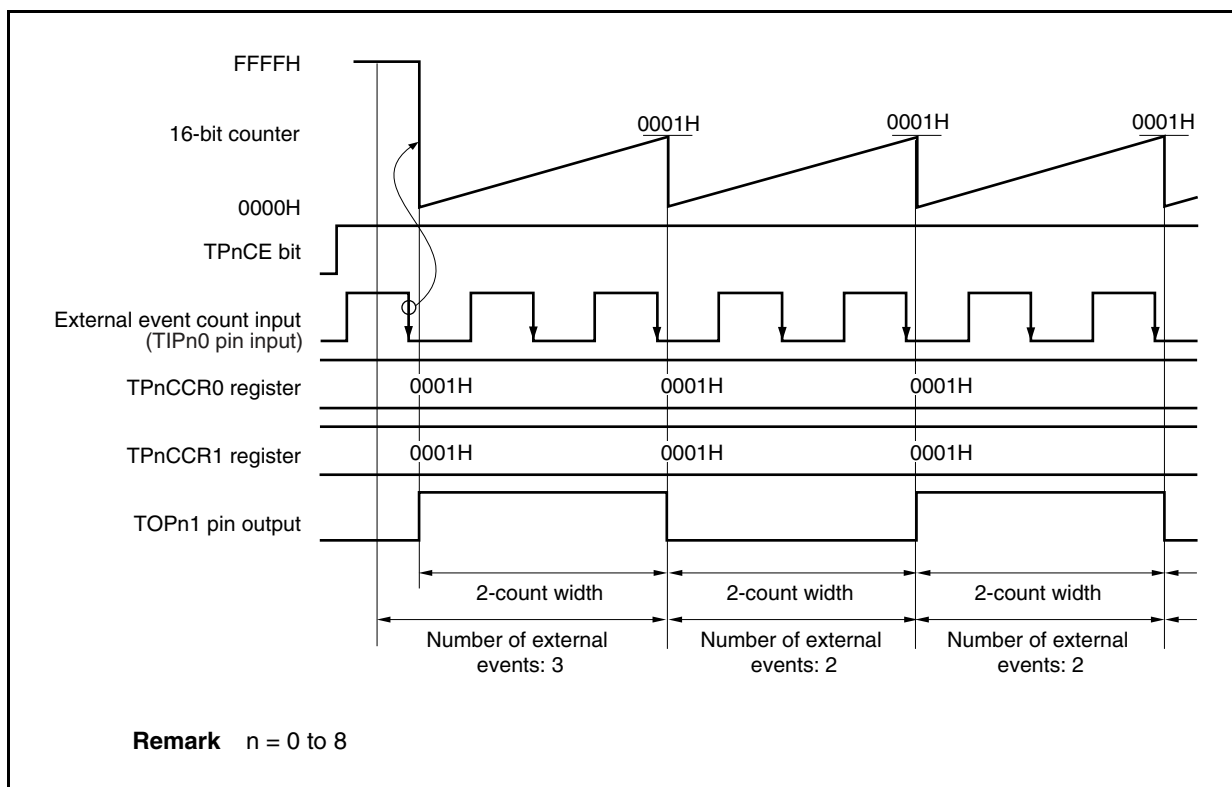 FFFFH
16-bit counter
0001H 0001H 0001H
0000H
TPnCE bit
External event count input
(TIPn0 pin input)
TPnCCR0 register 0001H 0001H 0001H
TPnCCR1 register 0001H 0001H 0001H
TOPn1 pin output
2-count width 2-count width 2-count width
Number of external events: 3
Number of external events: 2
Number of external events: 2
Remark n = 0 to 8